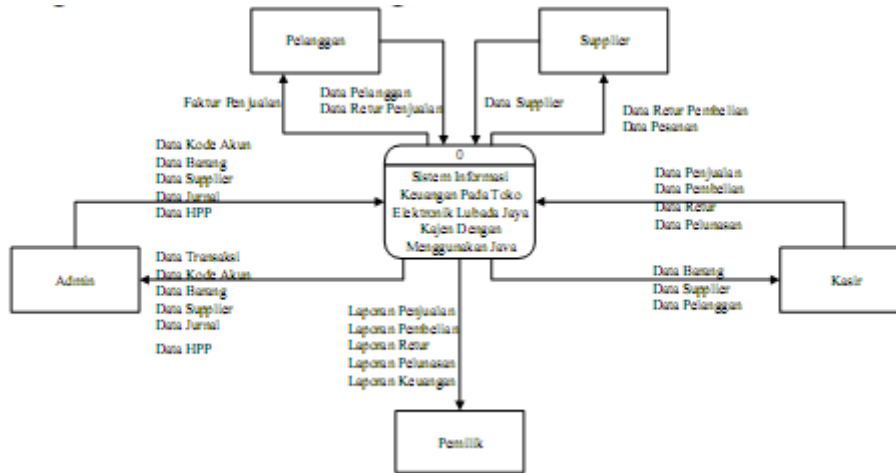 Pelanggan
Supplier
Faktur Penjualan
Data Pelanggan
Data Retur Penjualan
Data Supplier
Data Retur Pembelian
Data Pesanan
Data Kode Akun
Data Barang
Data Supplier
Data Jurnal
Data HPP
0
Sistem Informasi
Keuangan Pada Toko
Elektronik Lubada Jaya
Kajen Dengan
Menggunakan Java
Data Penjualan
Data Pembelian
Data Retur
Data Pelunasan
Admin
Data Transaksi
Data Kode Akun
Data Barang
Data Supplier
Data Jurnal
Data HPP
Data Barang
Data Supplier
Data Pelanggan
Kasir
Laporan Penjualan
Laporan Pembelian
Laporan Retur
Laporan Pelunasan
Laporan Keuangan
Pemilik